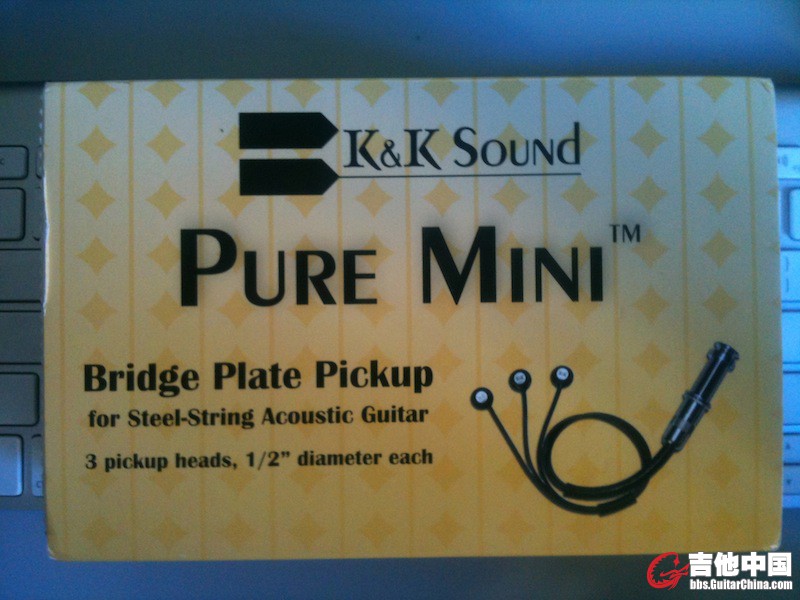 K&K Sound
Pure Mini™
Bridge Plate Pickup
for Steel-String Acoustic Guitar
3 pickup heads, 1/2” diameter each
吉他中国
bbs.GuitarChina.com